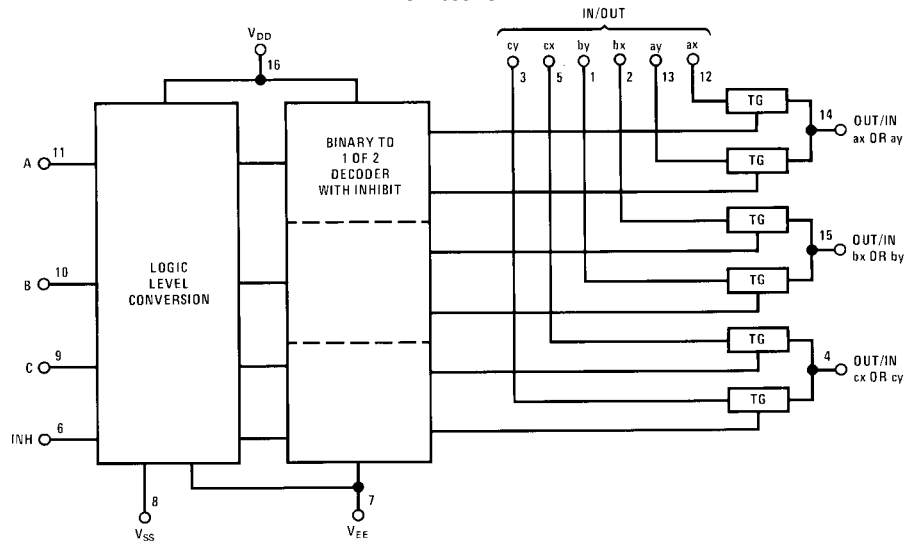 IN/OUT
V_DD
16
cy cx by bx ay ax
3 5 1 2 13 12
A 11
B 10
C 9
INH 6
LOGIC
LEVEL
CONVERSION
BINARY TO
1 OF 2
DECODER
WITH INHIBIT
TG
TG
TG
TG
TG
TG
14 OUT/IN
ax OR ay
15 OUT/IN
bx OR by
4 OUT/IN
cx OR cy
8
V_SS
7
V_EE